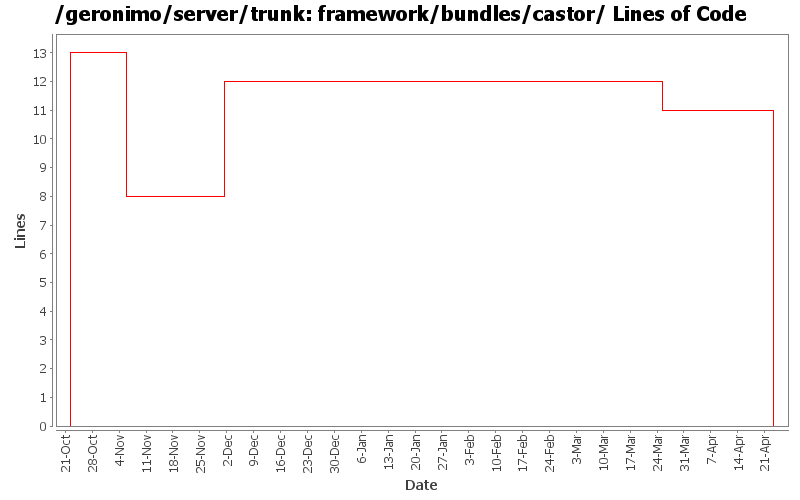 /geronimo/server/trunk: framework/bundles/castor/ Lines of Code
13
12
11
10
9
8
7
6
5
4
3
2
1
0
Lines
21-Oct
28-Oct
4-Nov
11-Nov
18-Nov
25-Nov
2-Dec
9-Dec
16-Dec
23-Dec
30-Dec
6-Jan
13-Jan
20-Jan
27-Jan
3-Feb
10-Feb
17-Feb
24-Feb
3-Mar
10-Mar
17-Mar
24-Mar
31-Mar
7-Apr
14-Apr
21-Apr
Date